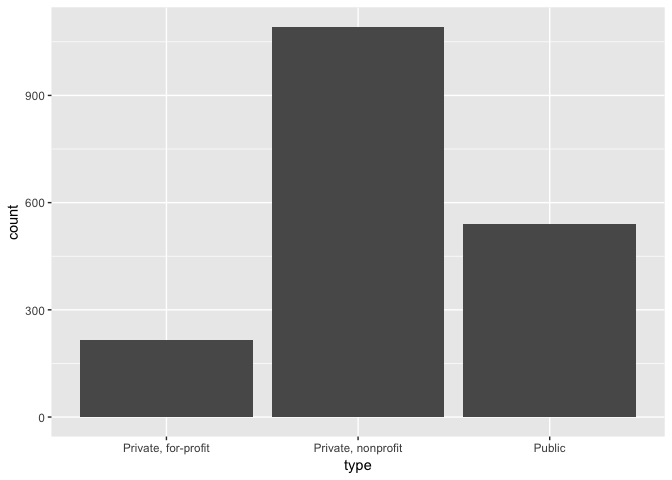 900
600
300
0
count
Private, for-profit
Private, nonprofit
Public
type